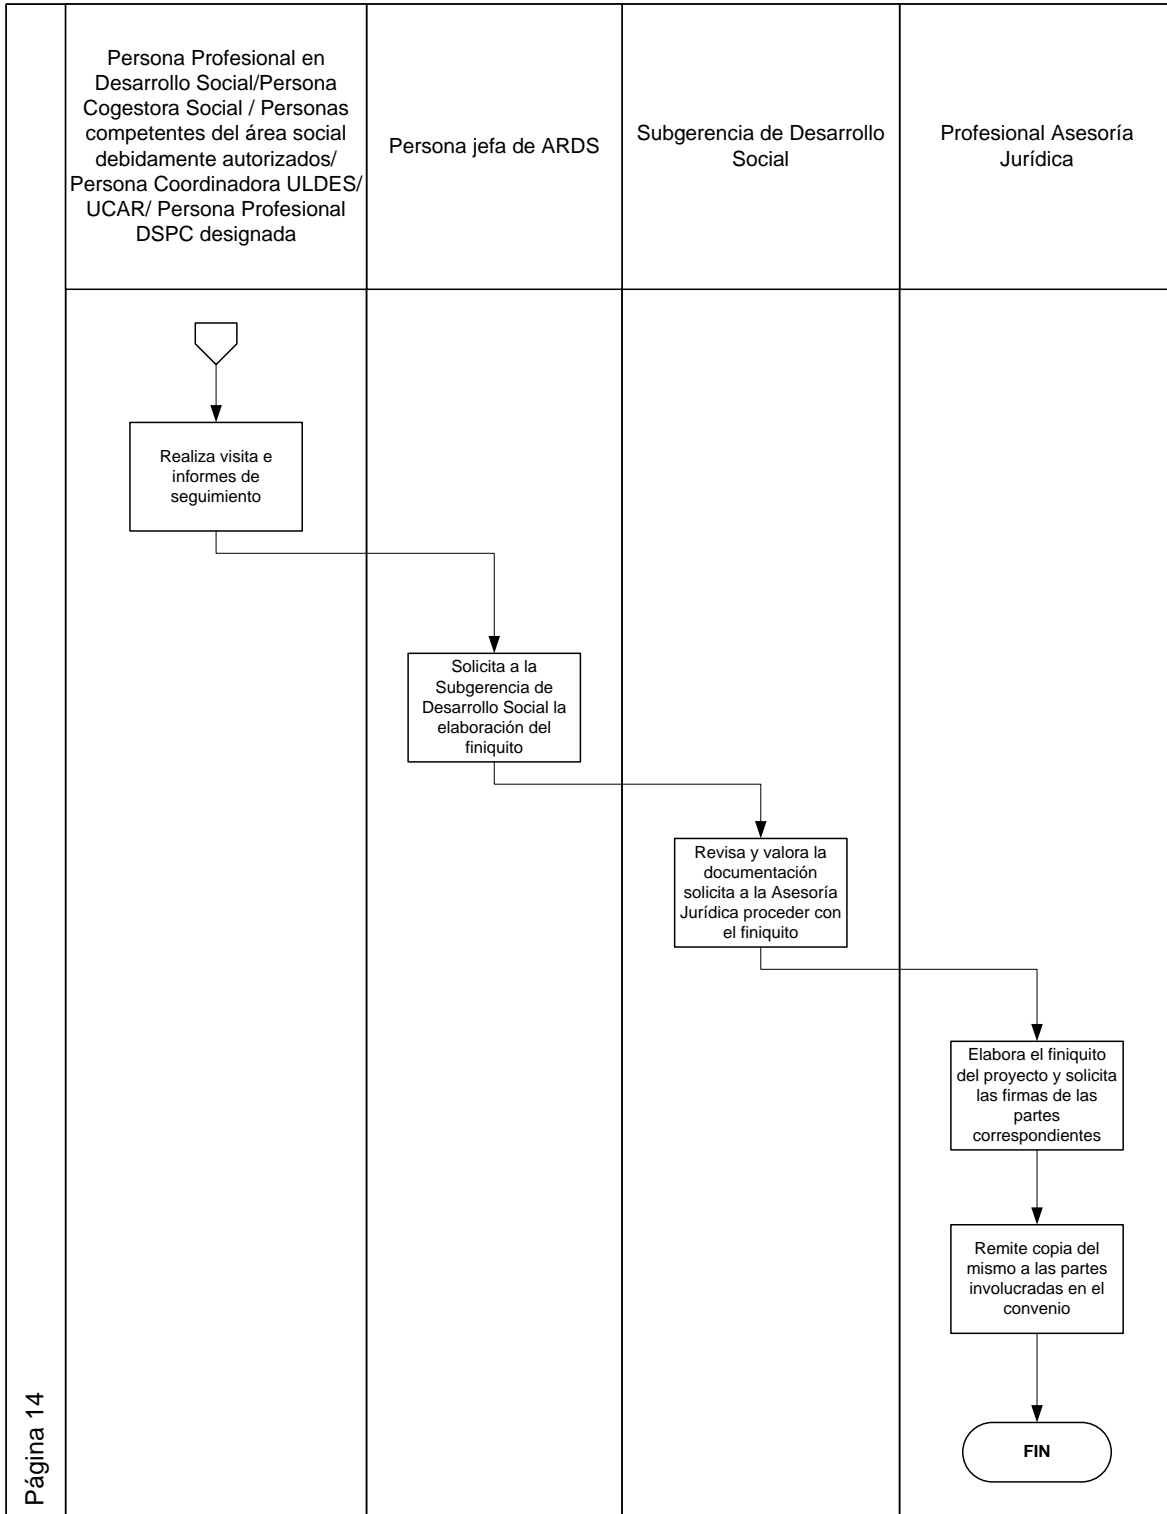 Persona Profesional en
Desarrollo Social/Persona
Cogestora Social / Personas
competentes del área social
debidamente autorizados/
Persona Coordinadora ULDES/
UCAR/ Persona Profesional
DSPC designada
Persona jefa de ARDS
Subgerencia de Desarrollo
Social
Profesional Asesoría
Jurídica
Realiza visita e
informes de
seguimiento
Solicita a la
Subgerencia de
Desarrollo Social la
elaboración del
finiquito
Revisa y valora la
documentación
solicita a la Asesoría
Jurídica proceder con
el finiquito
Elabora el finiquito
del proyecto y solicita
las firmas de las
partes
correspondientes
Remite copia del
mismo a las partes
involucradas en el
convenio
FIN
Página 14